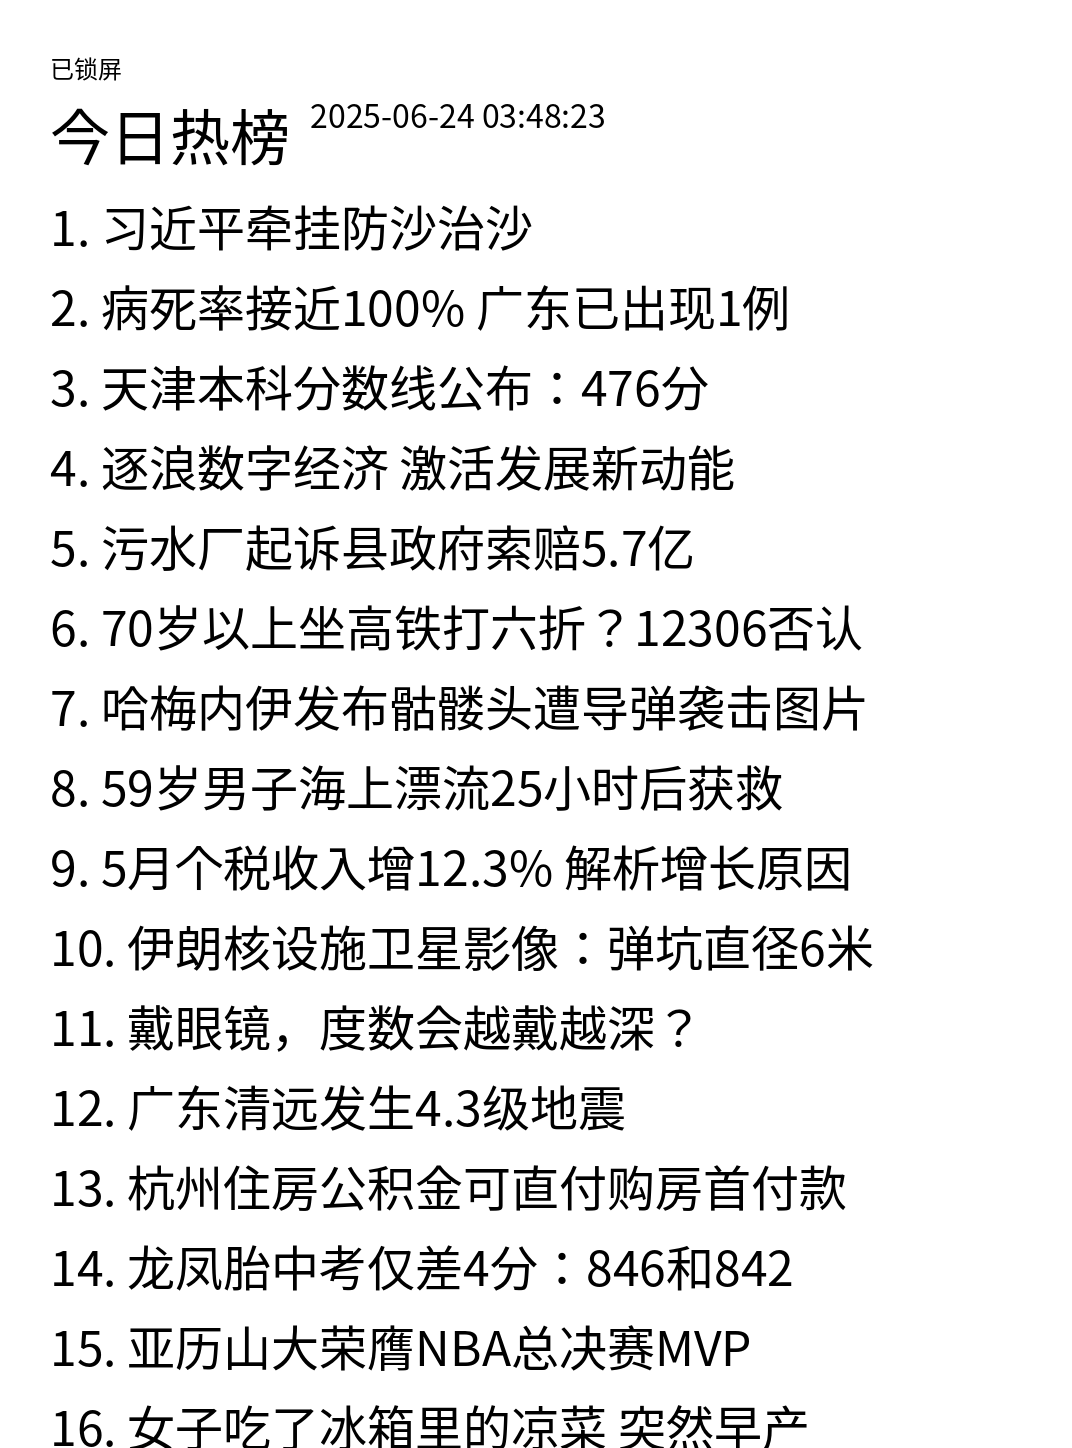 已锁屏
今日热榜 2025-06-24 03:48:23
1. 习近平牵挂防沙治沙
2. 病死率接近100% 广东已出现1例
3. 天津本科分数线公布：476分
4. 逐浪数字经济 激活发展新动能
5. 污水厂起诉县政府索赔5.7亿
6. 70岁以上坐高铁打六折？12306否认
7. 哈梅内伊发布骷髅头遭导弹袭击图片
8. 59岁男子海上漂流25小时后获救
9. 5月个税收入增12.3% 解析增长原因
10. 伊朗核设施卫星影像：弹坑直径6米
11. 戴眼镜，度数会越戴越深？
12. 广东清远发生4.3级地震
13. 杭州住房公积金可直付购房首付款
14. 龙凤胎中考仅差4分：846和842
15. 亚历山大荣膺NBA总决赛MVP
16. 女子吃了冰箱里的凉菜 突然早产